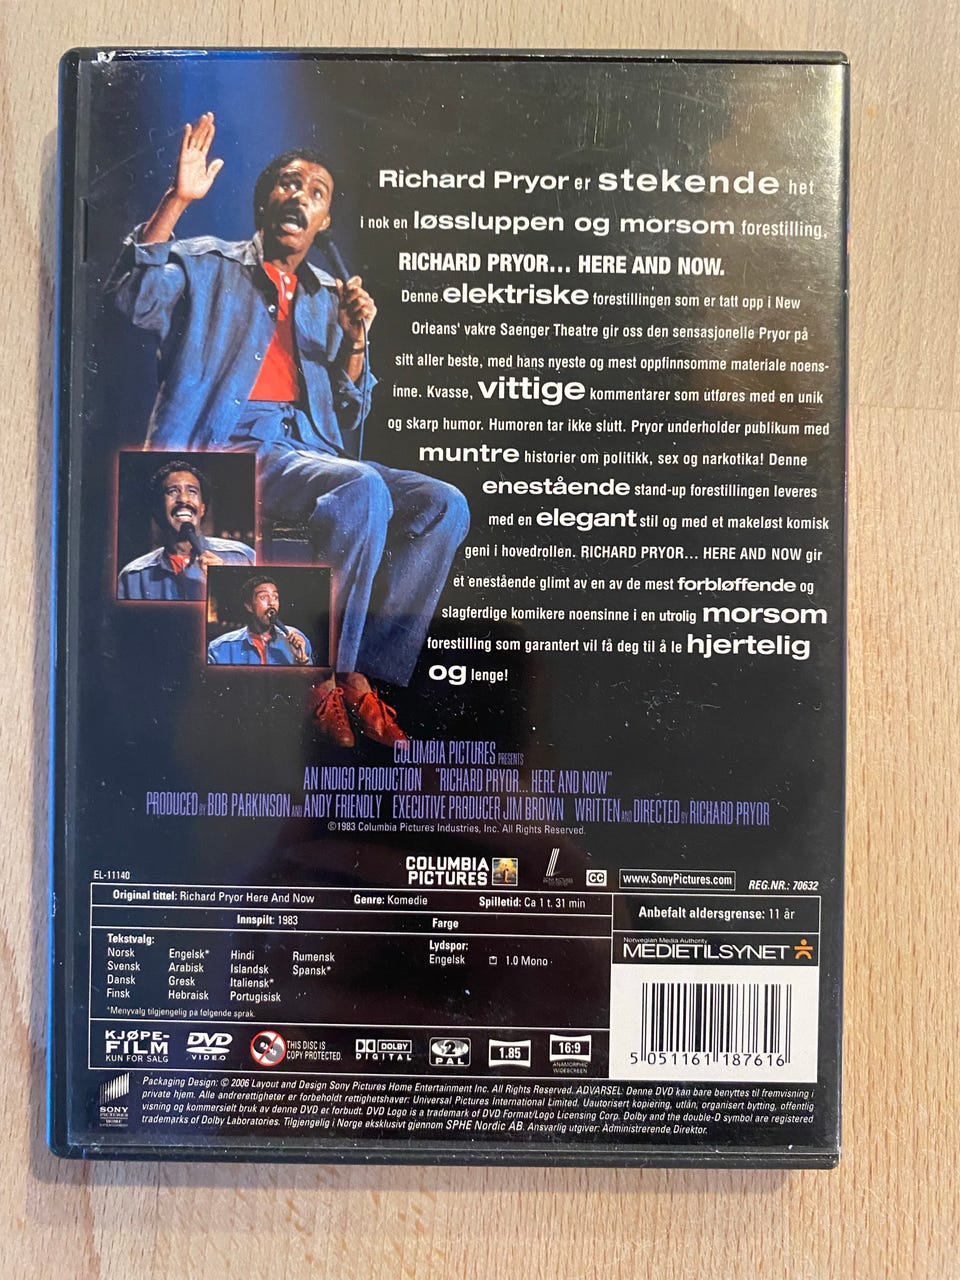 Richard Pryor er stekende het
i nok en løssluppen og morsom forestilling,
RICHARD PRYOR... HERE AND NOW.
Denne elektriske forestillingen som er tatt opp i New
Orleans' vakre Saenger Theatre gir oss den sensasjonelle Pryor på
sitt aller beste, med hans nyeste og mest oppfinnsomme materiale noens-
inne. Kvasse, vittige kommentarer som utføres med en unik
og skarp humor. Humoren tar ikke slutt. Pryor underholder publikum med
muntre historier om politikk, sex og narkotika! Denne
enestående stand-up forestillingen leveres
med en elegant stil og med et makeløst komisk
geni i hovedrollen. RICHARD PRYOR... HERE AND NOW gir
et enestående glimt av en av de mest forbløffende og
slagferdige komikere noensinne i en utrolig morsom
forestilling som garantert vil få deg til å le hjertelig
og lenge!
COLUMBIA PICTURES PRESENTS
AN INDIGO PRODUCTION "RICHARD PRYOR... HERE AND NOW"
PRODUCED BY BOB PARKINSON AND ANDY FRIENDLY EXECUTIVE PRODUCER JIM BROWN WRITTEN AND DIRECTED BY RICHARD PRYOR
©1983 Columbia Pictures Industries, Inc. All Rights Reserved.
COLUMBIA
PICTURES
CC
www.SonyPictures.com
EL-11140
REG.NR.: 70632
Original tittel: Richard Pryor Here And Now Genre: Komedie Spilletid: Ca 1 t. 31 min
Innspilt: 1983 Farge
Anbefalt aldersgrense: 11 år
Norwegian Media Authority
MEDIETILSYNET
Tekstvalg:
Norsk Engelsk* Hindi Rumensk
Svensk Arabisk Islandsk Spansk*
Dansk Gresk Italiensk*
Finsk Hebraisk Portugisisk
*Menyvalg tilgjengelig på følgende språk.
Lydspor:
Engelsk 1.0 Mono
KJØPE-
FILM
KUN FOR SALG
DVD
VIDEO
THIS DISC IS
COPY PROTECTED.
DOLBY
DIGITAL
2
PAL
1.85
16:9
ANAMORPHIC
WIDESCREEN
5 051161 187616
SONY
PICTURES
HOME
ENTERTAINMENT
Packaging Design: © 2006 Layout and Design Sony Pictures Home Entertainment Inc. All Rights Reserved. ADVARSEL: Denne DVD kan bare benyttes til fremvisning i
private hjem. Alle andrerettigheter er forbeholdt rettighetshaver: Universal Pictures International Limited. Uautorisert kopiering, utlån, organisert bytting, offentlig
visning og kommersielt bruk av denne DVD er forbudt. DVD Logo is a trademark of DVD Format/Logo Licensing Corp. Dolby and the double-D symbol are registered
trademarks of Dolby Laboratories. Tilgjengelig i Norge eksklusivt gjennom SPHE Nordic AB. Ansvarlig utgiver: Administrerende Direktor.